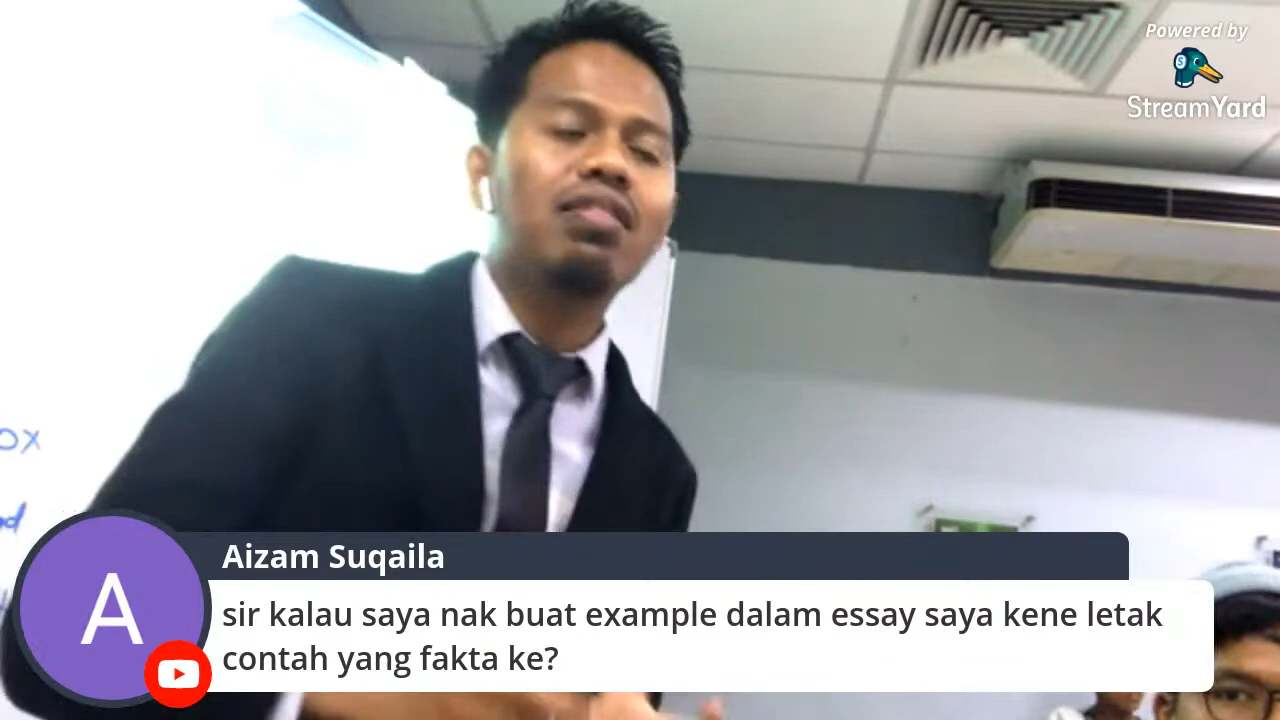 Powered by
StreamYard
ox
A
Aizam Suqaila
sir kalau saya nak buat example dalam essay saya kene letak
contah yang fakta ke?